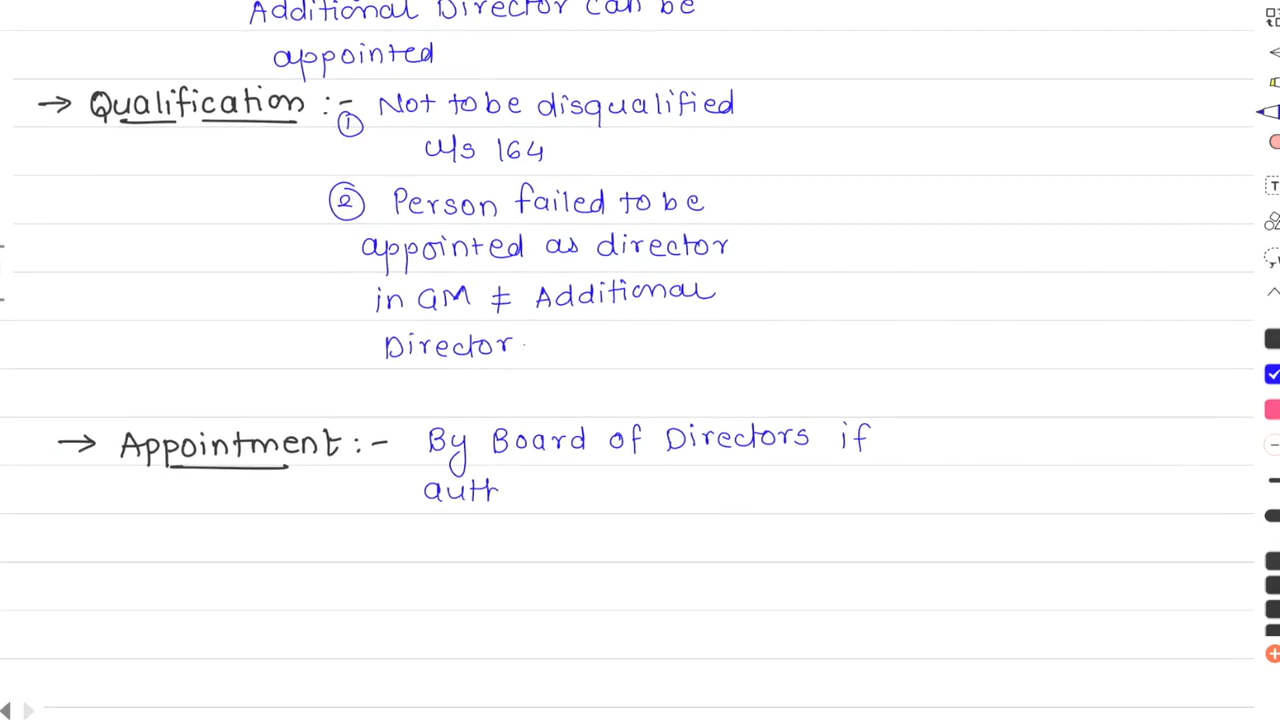 Additional Director can be
appointed
→ Qualification :- ① Not to be disqualified
u/s 164
② Person failed to be
appointed as director
in GM ≠ Additional
Director.
→ Appointment :- By Board of Directors if
auth